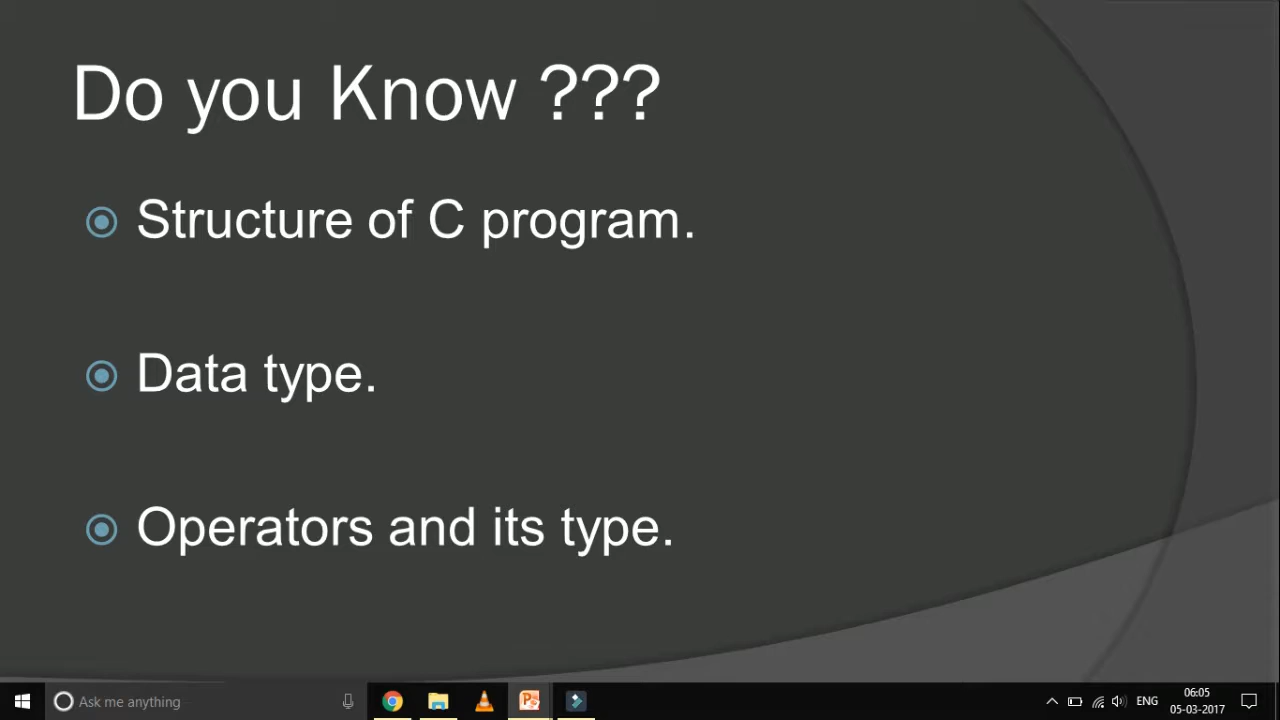 Do you Know ???
Structure of C program.
Data type.
Operators and its type.
Ask me anything
ENG
06:05
05-03-2017